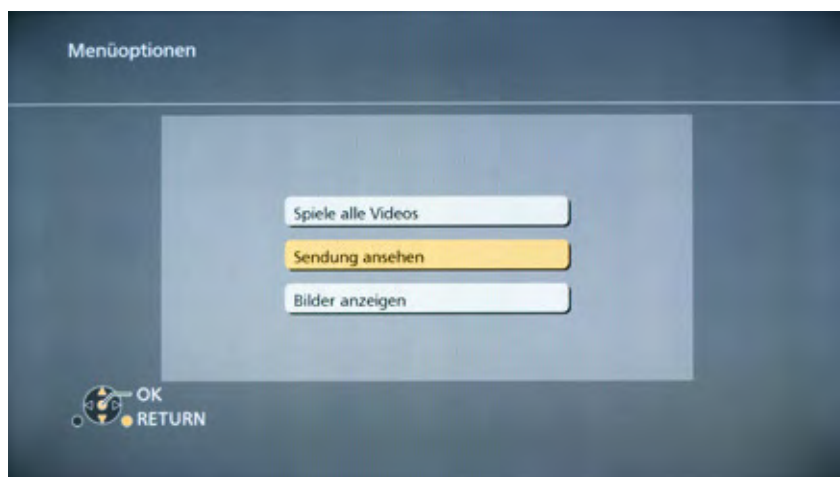 Menüoptionen
Spiele alle Videos
Sendung ansehen
Bilder anzeigen
OK
RETURN